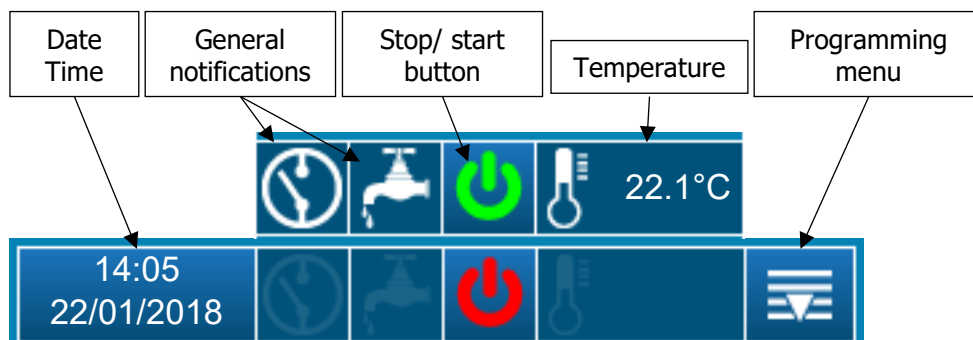 Date
Time
General
notifications
Stop/ start
button
Temperature
Programming
menu
22.1°C
14:05
22/01/2018